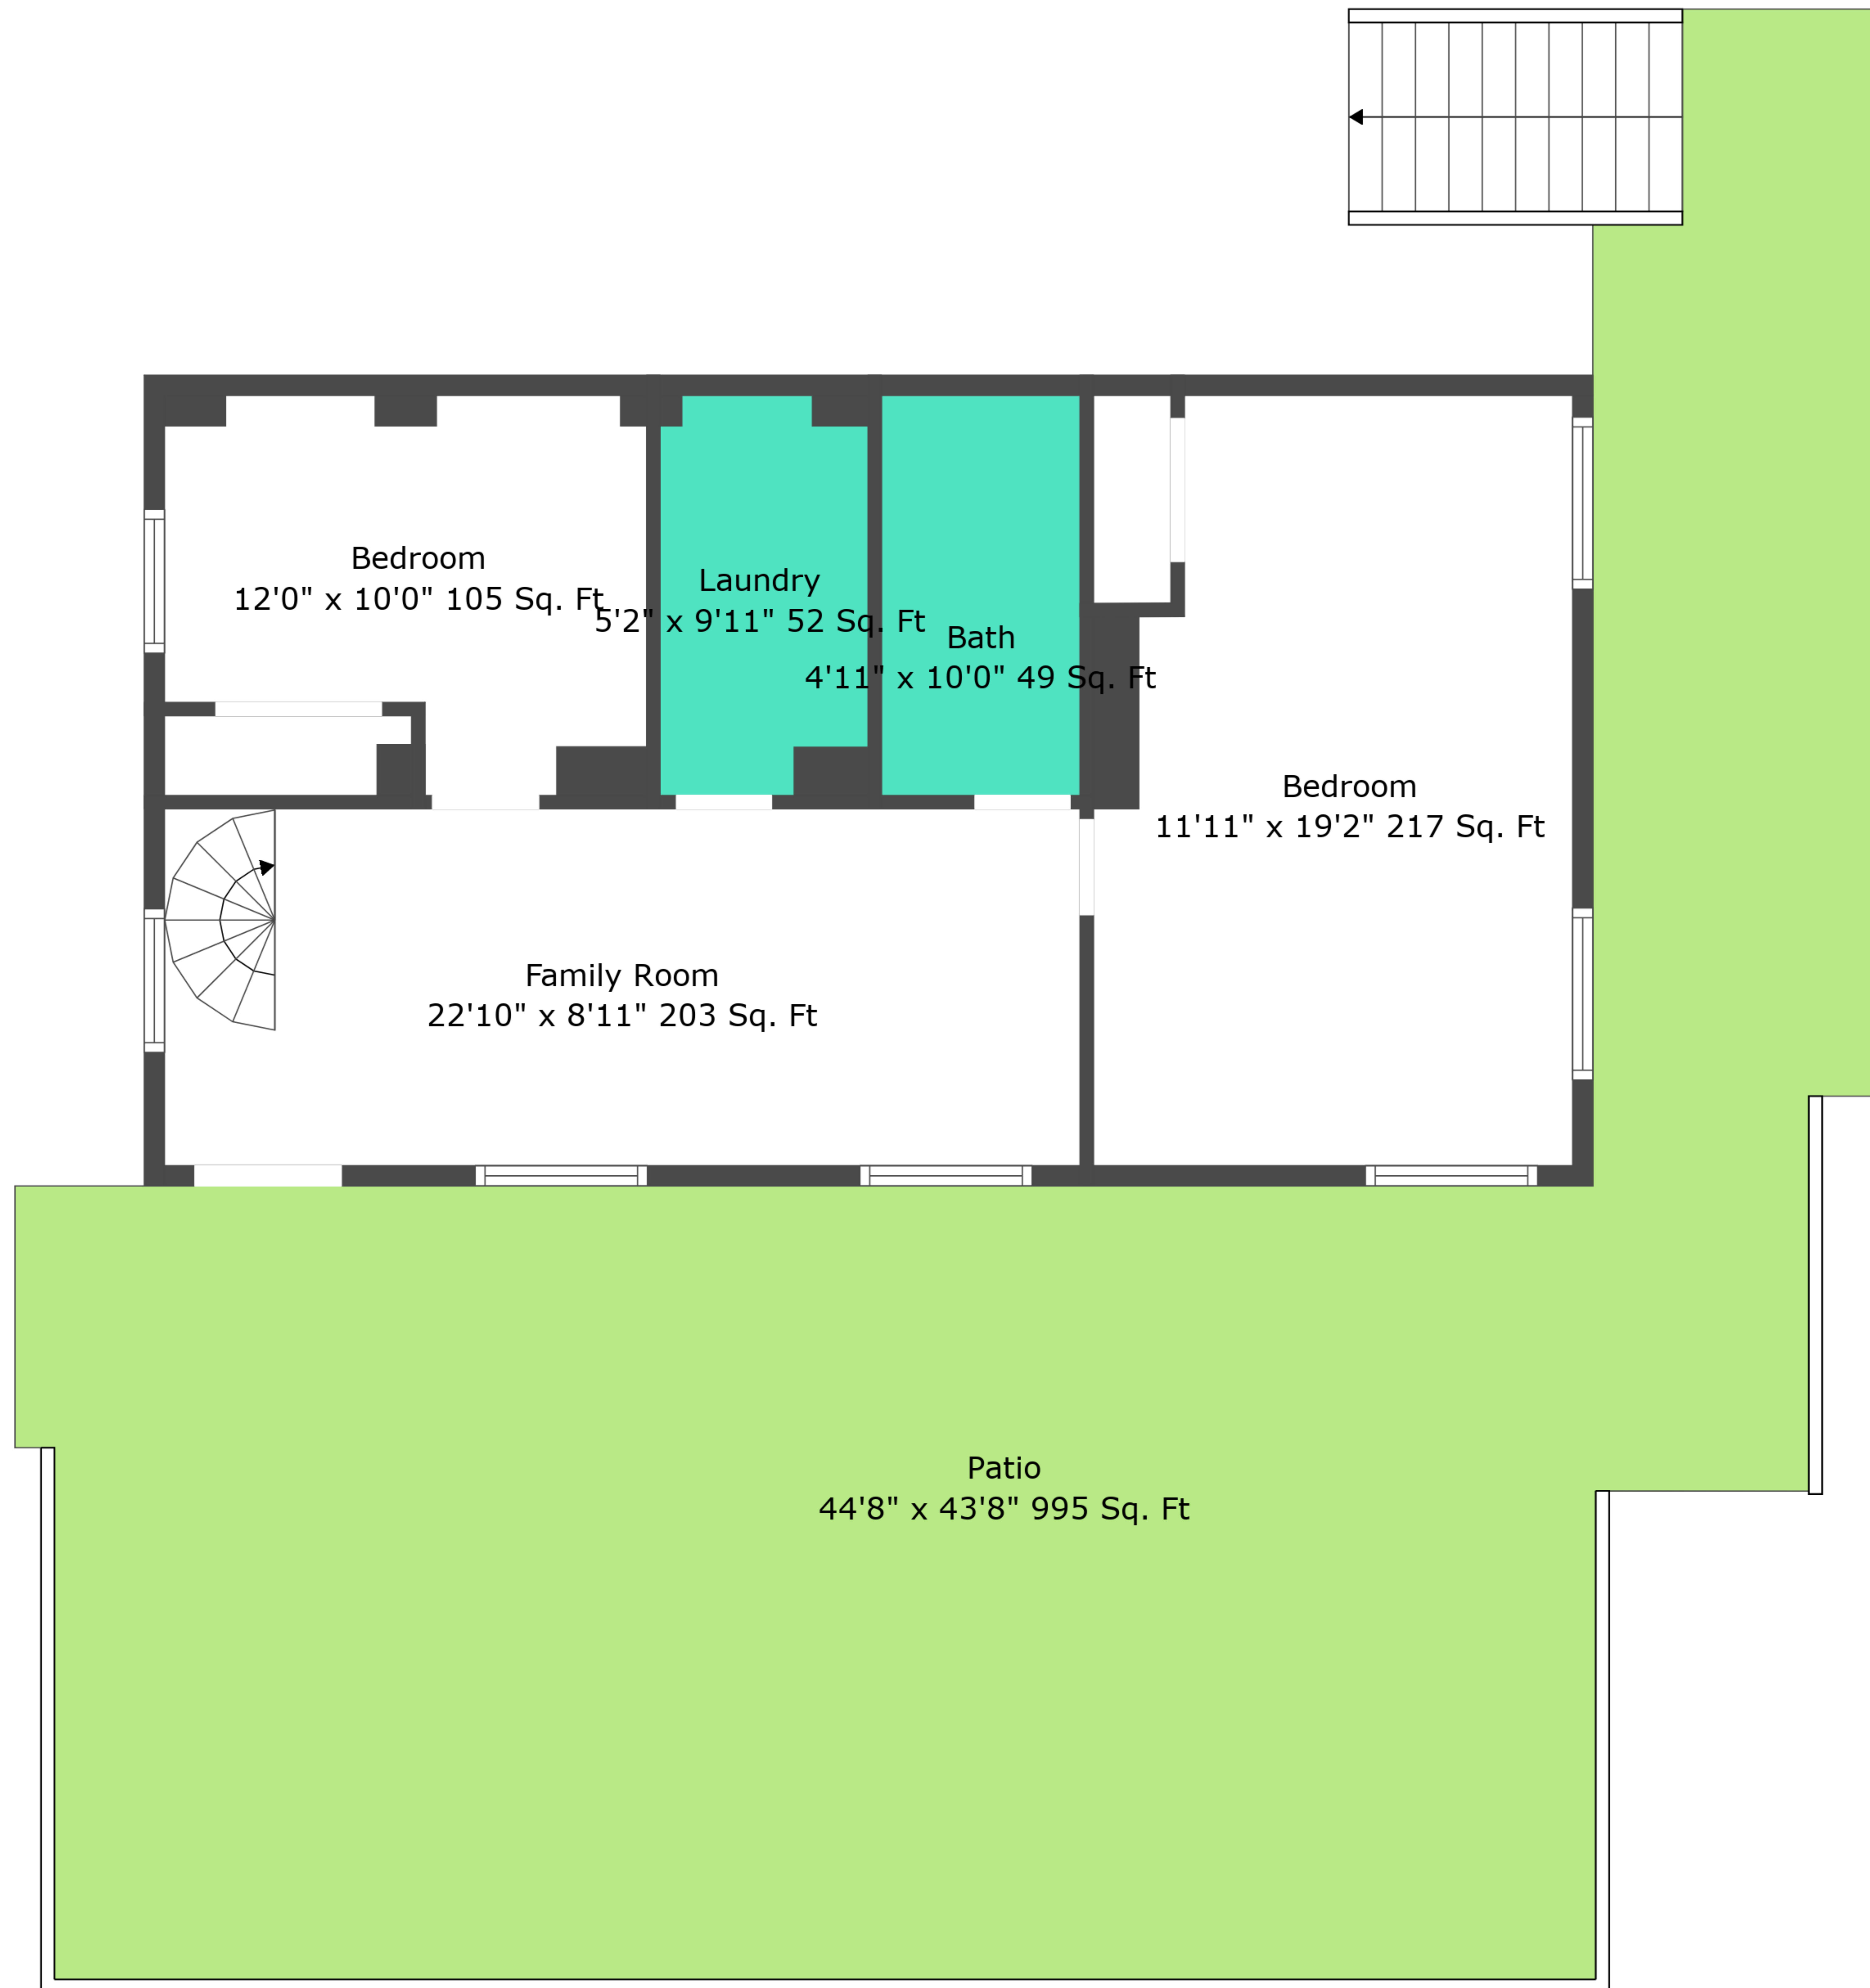 Bedroom
12'0" x 10'0" 105 Sq. Ft
Laundry
5'2" x 9'11" 52 Sq. Ft
Bath
4'11" x 10'0" 49 Sq. Ft
Bedroom
11'11" x 19'2" 217 Sq. Ft
Family Room
22'10" x 8'11" 203 Sq. Ft
Patio
44'8" x 43'8" 995 Sq. Ft